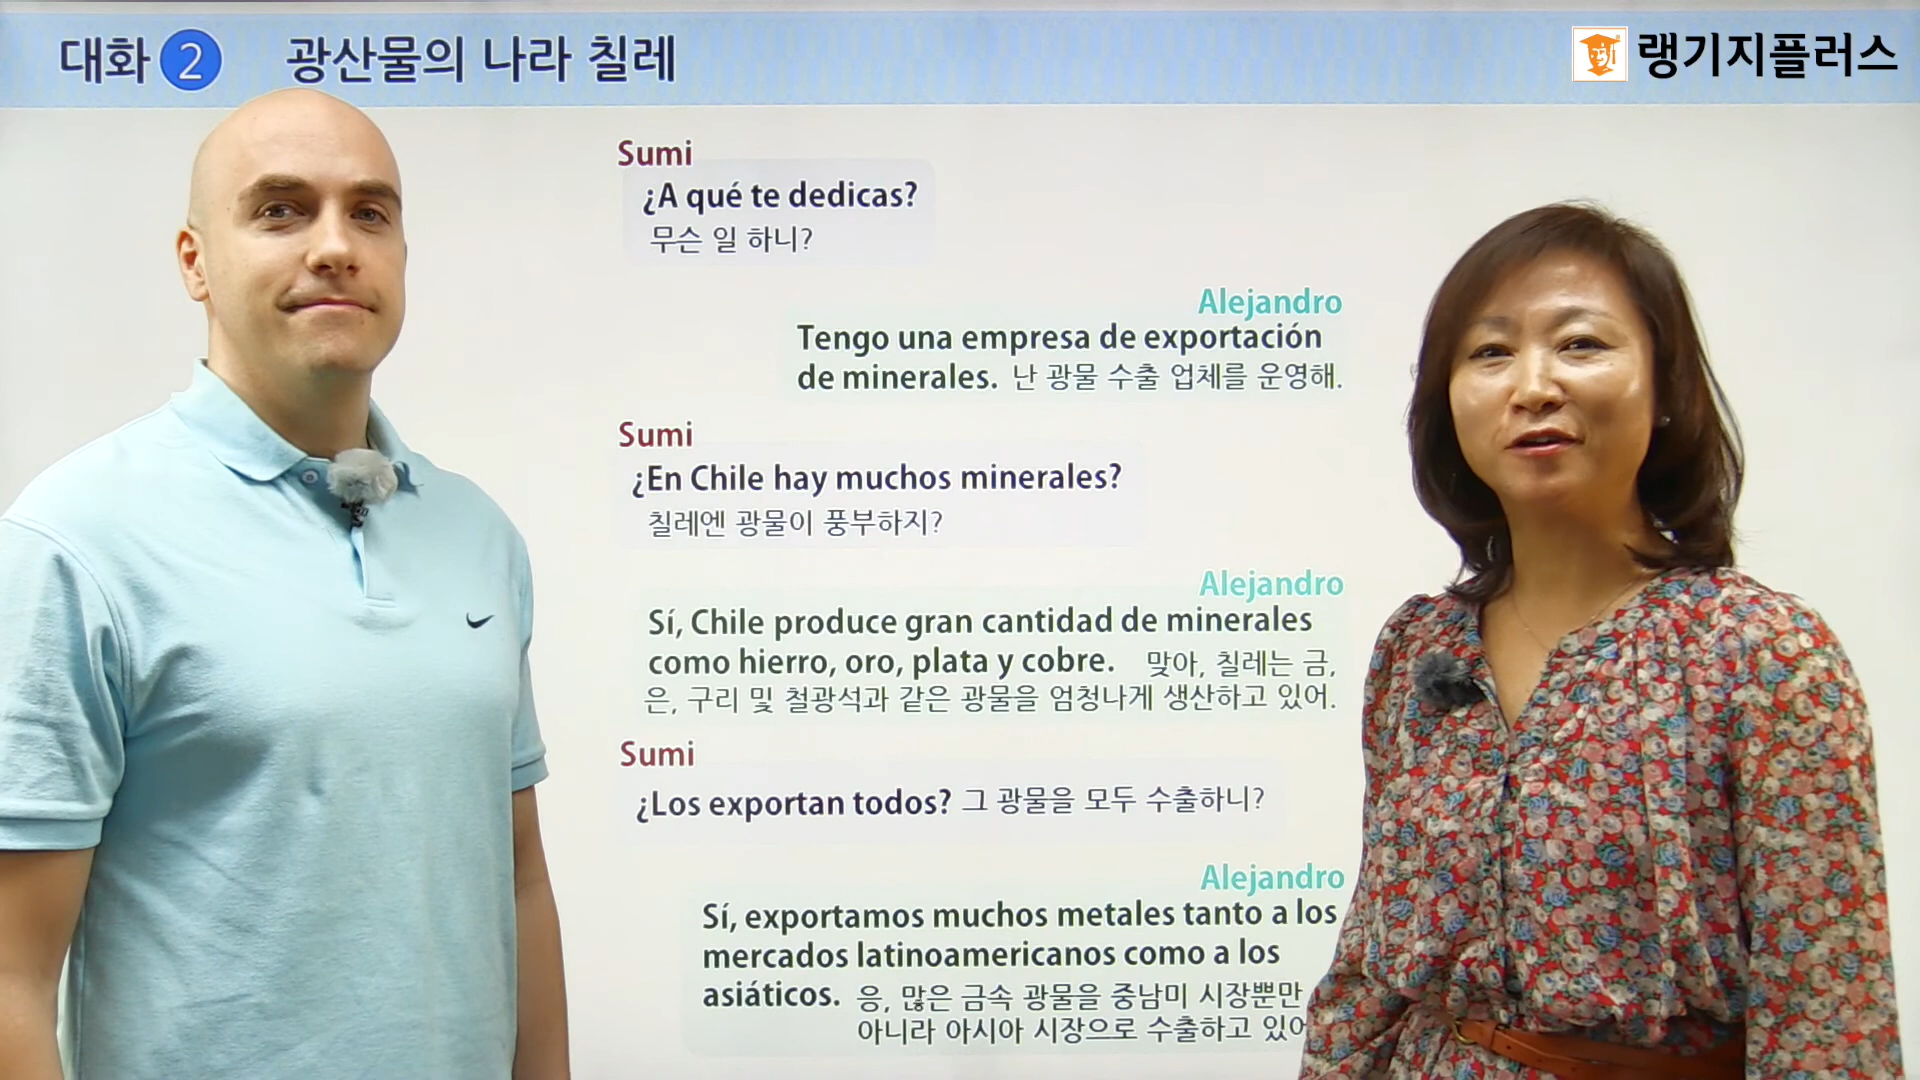 대화 2 광산물의 나라 칠레
랭기지플러스
Sumi
¿A qué te dedicas?
무슨 일 하니?
Alejandro
Tengo una empresa de exportación
de minerales. 난 광물 수출 업체를 운영해.
Sumi
¿En Chile hay muchos minerales?
칠레엔 광물이 풍부하지?
Alejandro
Sí, Chile produce gran cantidad de minerales
como hierro, oro, plata y cobre. 맞아, 칠레는 금,
은, 구리 및 철광석과 같은 광물을 엄청나게 생산하고 있어.
Sumi
¿Los exportan todos? 그 광물을 모두 수출하니?
Alejandro
Sí, exportamos muchos metales tanto a los
mercados latinoamericanos como a los
asiáticos. 응, 많은 금속 광물을 중남미 시장뿐만
아니라 아시아 시장으로 수출하고 있어